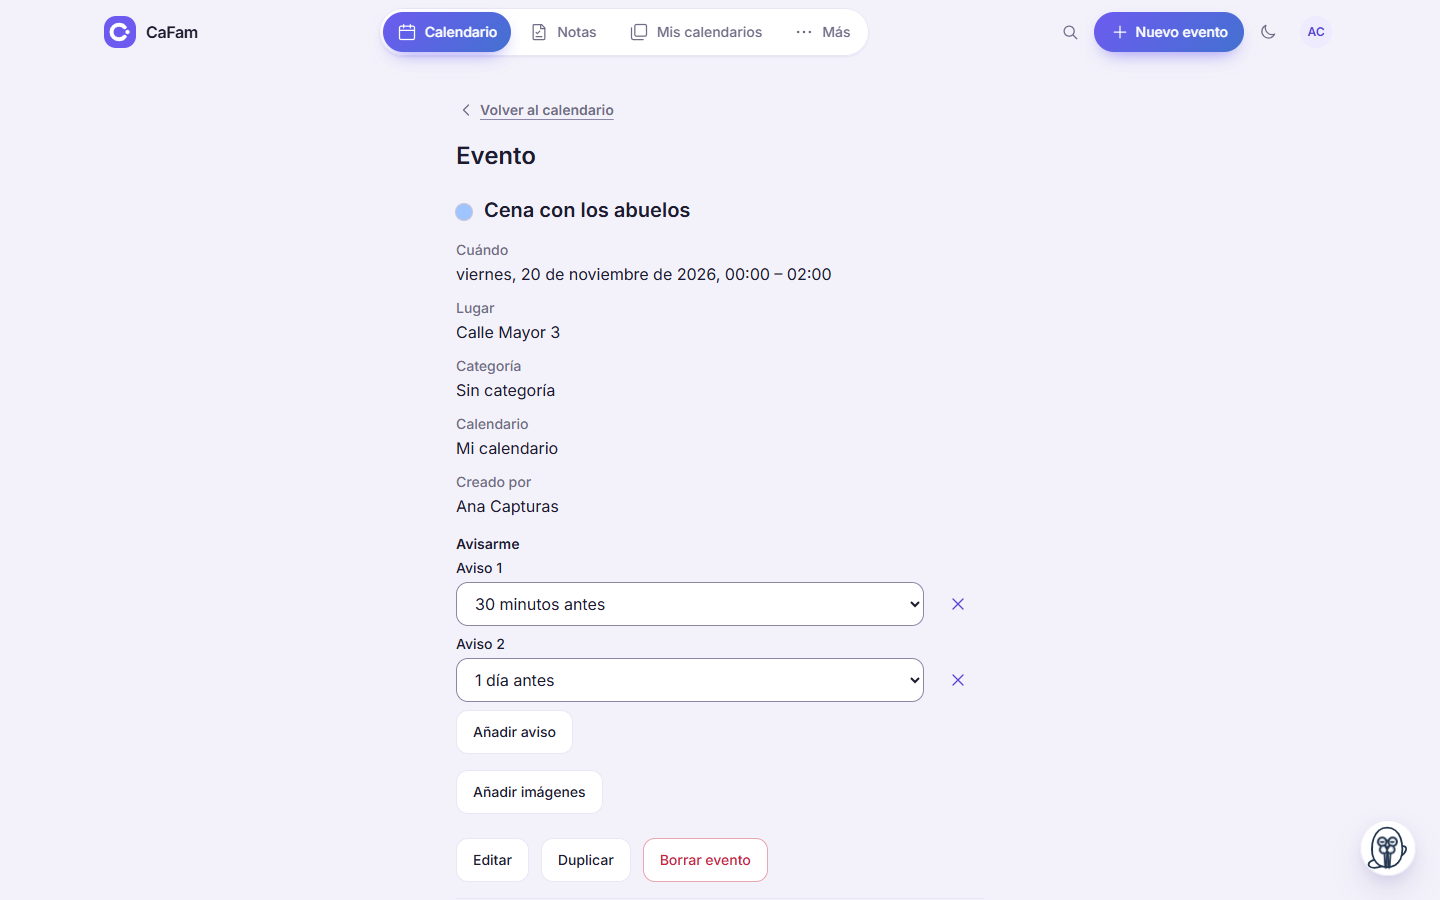 CaFam
Calendario
Notas
Mis calendarios
Más
Nuevo evento
AC
Volver al calendario
Evento
Cena con los abuelos
Cuándo
viernes, 20 de noviembre de 2026, 00:00 – 02:00
Lugar
Calle Mayor 3
Categoría
Sin categoría
Calendario
Mi calendario
Creado por
Ana Capturas
Avisarme
Aviso 1
30 minutos antes
Aviso 2
1 día antes
Añadir aviso
Añadir imágenes
Editar
Duplicar
Borrar evento